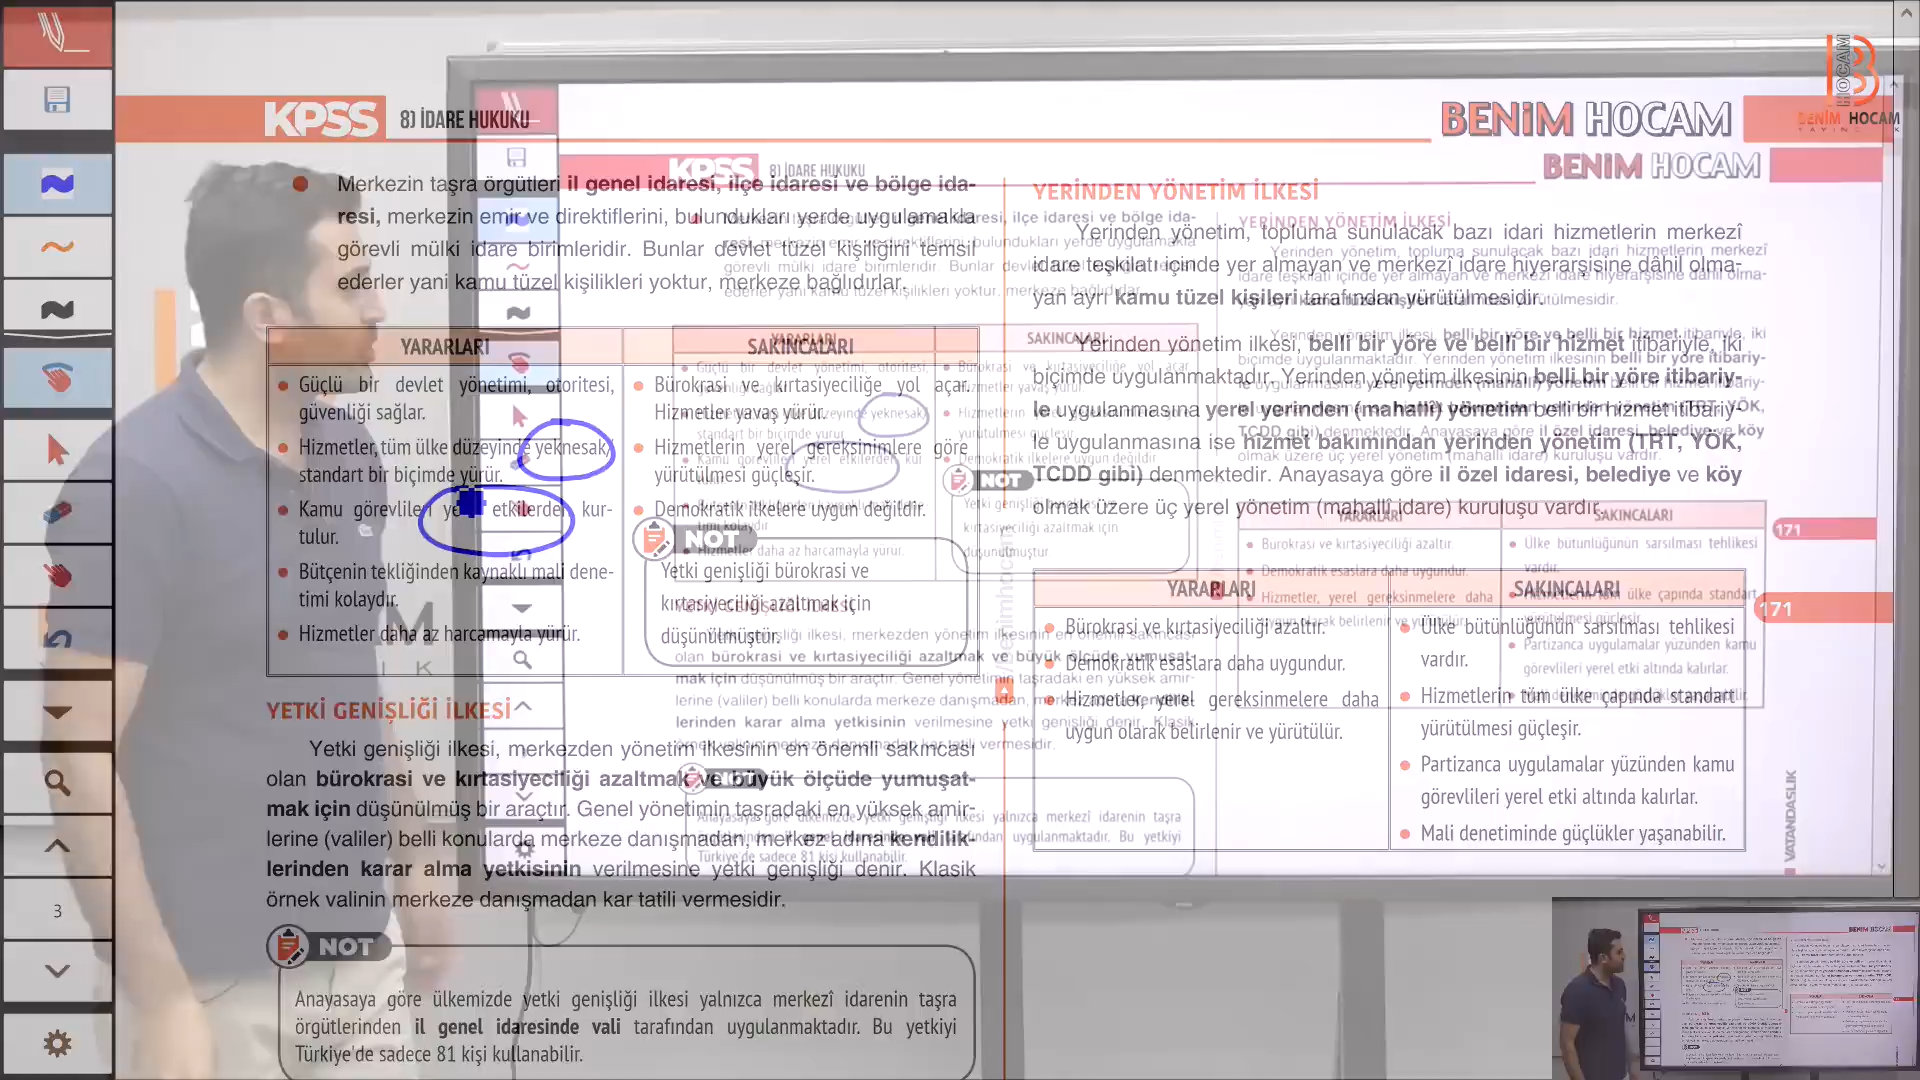 KPSS
8) İDARE HUKUKU
BENİM HOCAM
Merkezin taşra örgütleri il genel idaresi, ilçe idaresi ve bölge ida-
resi, merkezin emir ve direktiflerini, bulundukları yerde uygulamakla
görevli mülki idare birimleridir. Bunlar devlet tüzel kişiliğini temsil
ederler yani kamu tüzel kişilikleri yoktur, merkeze bağlıdırlar.
YARARLARI
Güçlü bir devlet yönetimi, otoritesi,
güvenliği sağlar.
Hizmetler, tüm ülke düzeyinde yeknesak,
standart bir biçimde yürür.
Kamu görevlileri yerel etkilerden kur-
tulur.
Bütçenin tekliğinden kaynaklı mali dene-
timi kolaydır.
Hizmetler daha az harcamayla yürür.
SAKINCALARI
Bürokrasi ve kırtasiyeciliğe yol açar.
Hizmetler yavaş yürür.
Hizmetlerin yerel gereksinimlere göre
yürütülmesi güçleşir.
Demokratik ilkelere uygun değildir.
NOT
Yetki genişliği bürokrasi ve
kırtasiyeciliği azaltmak için
düşünülmüştür.
YETKİ GENİŞLİĞİ İLKESİ
Yetki genişliği ilkesi, merkezden yönetim ilkesinin en önemli sakıncası
olan bürokrasi ve kırtasiyeciliği azaltmak ve büyük ölçüde yumuşat-
mak için düşünülmüş bir araçtır. Genel yönetimin taşradaki en yüksek amir-
lerine (valiler) belli konularda merkeze danışmadan, merkez adına kendilik-
lerinden karar alma yetkisinin verilmesine yetki genişliği denir. Klasik
örnek valinin merkeze danışmadan kar tatili vermesidir.
NOT
Anayasaya göre ülkemizde yetki genişliği ilkesi yalnızca merkezî idarenin taşra
örgütlerinden il genel idaresinde vali tarafından uygulanmaktadır. Bu yetkiyi
Türkiye'de sadece 81 kişi kullanabilir.
YERİNDEN YÖNETİM İLKESİ
Yerinden yönetim, topluma sunulacak bazı idari hizmetlerin merkezî
idare teşkilatı içinde yer almayan ve merkezî idare hiyerarşisine dâhil olma-
yan ayrı kamu tüzel kişileri tarafından yürütülmesidir.
Yerinden yönetim ilkesi, belli bir yöre ve belli bir hizmet itibariyle, iki
biçimde uygulanmaktadır. Yerinden yönetim ilkesinin belli bir yöre itibariy-
le uygulanmasına yerel yerinden (mahalli) yönetim belli bir hizmet itibariy-
le uygulanmasına ise hizmet bakımından yerinden yönetim (TRT, YÖK,
TCDD gibi) denmektedir. Anayasaya göre il özel idaresi, belediye ve köy
olmak üzere üç yerel yönetim (mahallî idare) kuruluşu vardır.
YARARLARI
Bürokrasi ve kırtasiyeciliği azaltır.
Demokratik esaslara daha uygundur.
Hizmetler, yerel gereksinmelere daha
uygun olarak belirlenir ve yürütülür.
SAKINCALARI
Ülke bütünlüğünün sarsılması tehlikesi
vardır.
Hizmetlerin tüm ülke çapında standart
yürütülmesi güçleşir.
Partizanca uygulamalar yüzünden kamu
görevlileri yerel etki altında kalırlar.
Mali denetiminde güçlükler yaşanabilir.
171
VATANDAŞLIK
/benimhocam
3
BENİM HOCAM